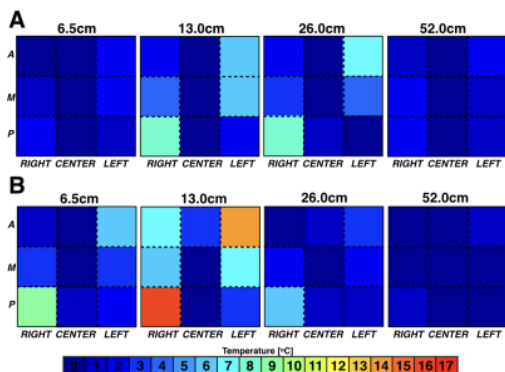 A
6.5cm 13.0cm 26.0cm 52.0cm
A
M
P
RIGHT CENTER LEFT RIGHT CENTER LEFT RIGHT CENTER LEFT RIGHT CENTER LEFT
B
6.5cm 13.0cm 26.0cm 52.0cm
A
M
P
RIGHT CENTER LEFT RIGHT CENTER LEFT RIGHT CENTER LEFT RIGHT CENTER LEFT
Temperature [ºC]
0 1 2 3 4 5 6 7 8 9 10 11 12 13 14 15 16 17